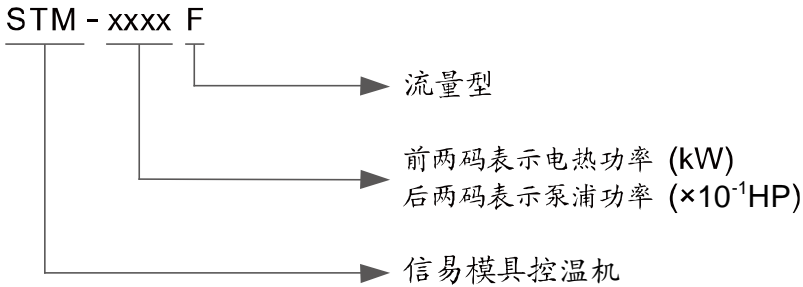 STM-xxxx F
流量型
前两码表示电热功率 (kW)
后两码表示泵浦功率 (×10⁻¹HP)
信易模具控温机